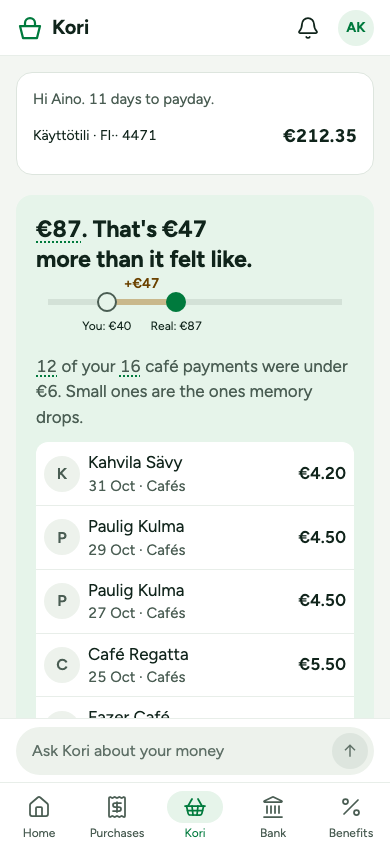 Kori
AK
Hi Aino. 11 days to payday.
Käyttötili · FI·· 4471
€212.35
€87. That's €47
more than it felt like.
+€47
You: €40
Real: €87
12 of your 16 café payments were under
€6. Small ones are the ones memory
drops.
K
Kahvila Sävy
31 Oct · Cafés
€4.20
P
Paulig Kulma
29 Oct · Cafés
€4.50
P
Paulig Kulma
27 Oct · Cafés
€4.50
C
Café Regatta
25 Oct · Cafés
€5.50
Fazer Café
Ask Kori about your money
Home
Purchases
Kori
Bank
Benefits